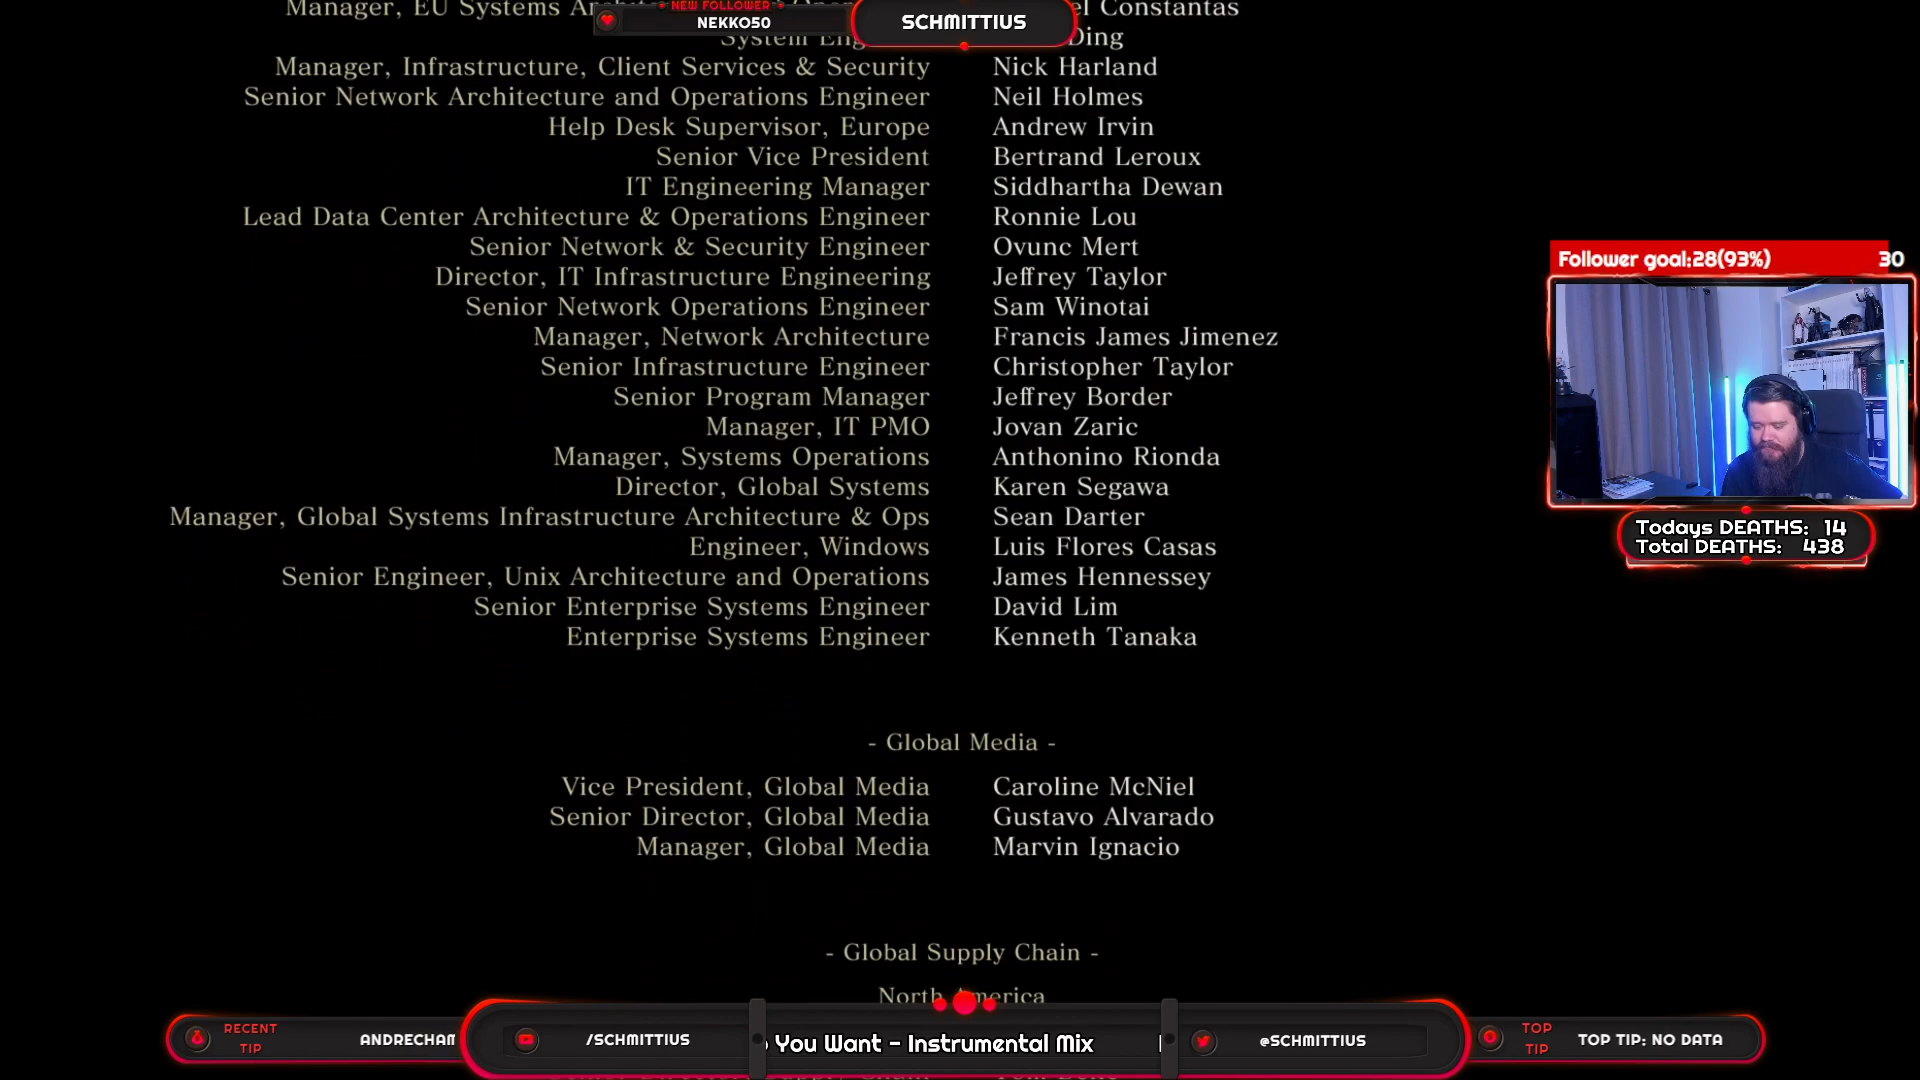 NEW FOLLOWER
NEKKO50
SCHMITTIUS
Manager, EU Systems Constantas
System Ding
Manager, Infrastructure, Client Services & Security Nick Harland
Senior Network Architecture and Operations Engineer Neil Holmes
Help Desk Supervisor, Europe Andrew Irvin
Senior Vice President Bertrand Leroux
IT Engineering Manager Siddhartha Dewan
Lead Data Center Architecture & Operations Engineer Ronnie Lou
Senior Network & Security Engineer Ovunc Mert
Director, IT Infrastructure Engineering Jeffrey Taylor
Senior Network Operations Engineer Sam Winotai
Manager, Network Architecture Francis James Jimenez
Senior Infrastructure Engineer Christopher Taylor
Senior Program Manager Jeffrey Border
Manager, IT PMO Jovan Zaric
Manager, Systems Operations Anthonino Rionda
Director, Global Systems Karen Segawa
Manager, Global Systems Infrastructure Architecture & Ops Sean Darter
Engineer, Windows Luis Flores Casas
Senior Engineer, Unix Architecture and Operations James Hennessey
Senior Enterprise Systems Engineer David Lim
Enterprise Systems Engineer Kenneth Tanaka
- Global Media -
Vice President, Global Media Caroline McNiel
Senior Director, Global Media Gustavo Alvarado
Manager, Global Media Marvin Ignacio
- Global Supply Chain -
North America
Follower goal:28(93%) 30
Todays DEATHS: 14
Total DEATHS: 438
RECENT TIP
ANDRECHAM
/SCHMITTIUS
You Want - Instrumental Mix
@SCHMITTIUS
TOP TIP
TOP TIP: NO DATA